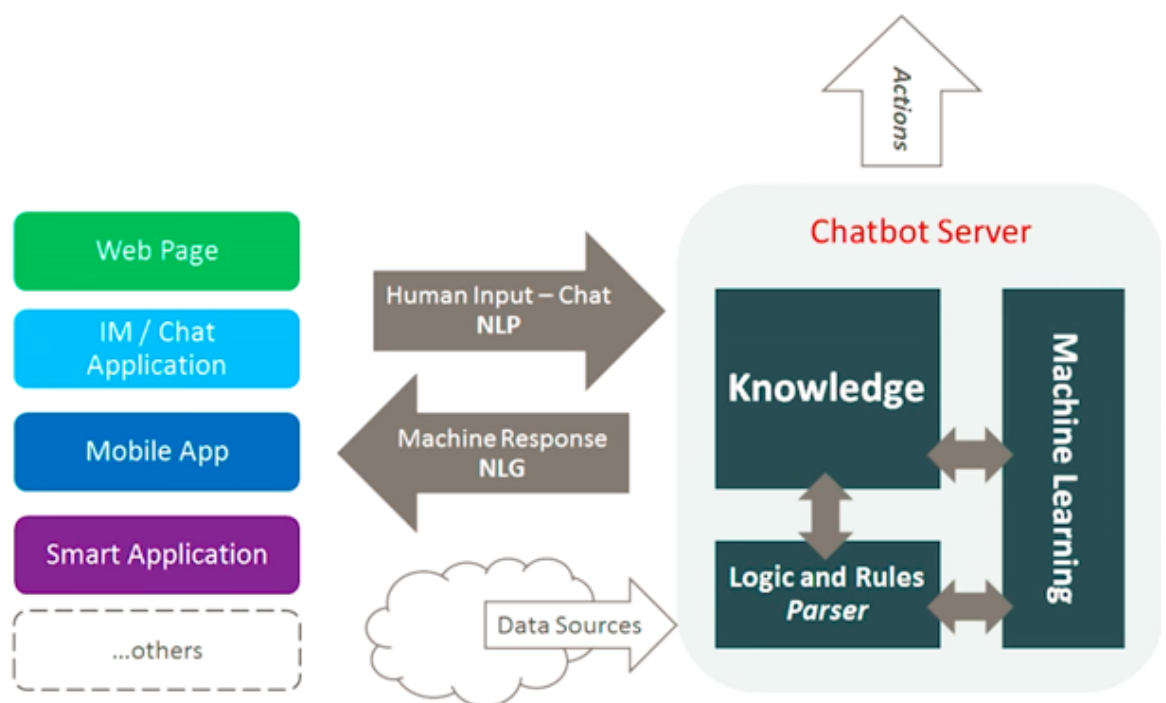 Actions
Chatbot Server
Web Page
IM / Chat
Application
Mobile App
Smart Application
...others
Human Input – Chat
NLP
Machine Response
NLG
Data Sources
Knowledge
Logic and Rules
Parser
Machine Learning